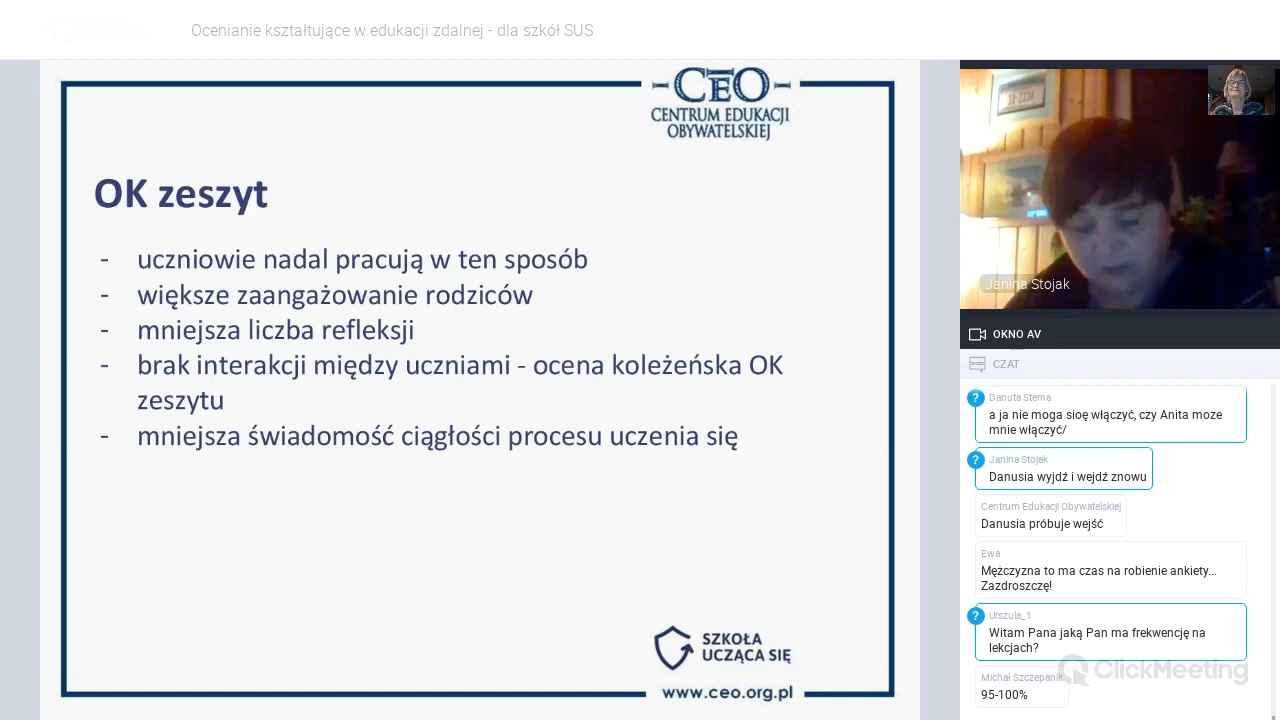 Ocenianie kształtujące w edukacji zdalnej - dla szkół SUS
CEO
CENTRUM EDUKACJI
OBYWATELSKIEJ
OK zeszyt
- uczniowie nadal pracują w ten sposób
- większe zaangażowanie rodziców
- mniejsza liczba refleksji
- brak interakcji między uczniami - ocena koleżeńska OK
zeszytu
- mniejsza świadomość ciągłości procesu uczenia się
SZKOŁA
UCZĄCA SIĘ
www.ceo.org.pl
Janina Stojak
OKNO AV
CZAT
? Danuta Sterna
a ja nie moga sioę włączyć, czy Anita moze
mnie włączyć/
? Janina Stojak
Danusia wyjdź i wejdź znowu
Centrum Edukacji Obywatelskiej
Danusia próbuje wejść
Ewa
Mężczyzna to ma czas na robienie ankiety...
Zazdroszczę!
? Urszula_1
Witam Pana jaką Pan ma frekwencję na
lekcjach?
Michał Szczepanik
95-100%
ClickMeeting